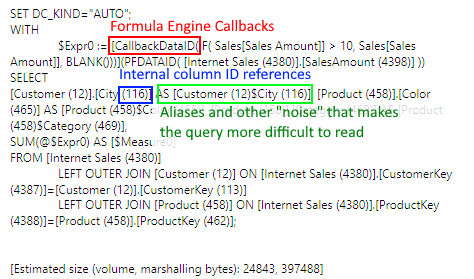 SET DC_KIND="AUTO";
WITH
Formula Engine Callbacks
$Expr0 := [CallbackDataID( F( Sales[Sales Amount]] > 10, Sales[Sales
Amount]], BLANK()))](PFDATAID( [Internet Sales (4380)].[SalesAmount (4398)] ))
SELECT
Internal column ID references
[Customer (12)].[City (116)] AS [Customer (12)$City (116)], [Product (458)].[Color
(465)] AS [Product (458)$
(458)$Category (469)],
Aliases and other "noise" that makes
the query more difficult to read
SUM(@$Expr0) AS [$Measure0]
FROM [Internet Sales (4380)]
LEFT OUTER JOIN [Customer (12)] ON [Internet Sales (4380)].[CustomerKey
(4387)]=[Customer (12)].[CustomerKey (113)]
LEFT OUTER JOIN [Product (458)] ON [Internet Sales (4380)].[ProductKey
(4388)]=[Product (458)].[ProductKey (462)];
[Estimated size (volume, marshalling bytes): 24843, 397488]